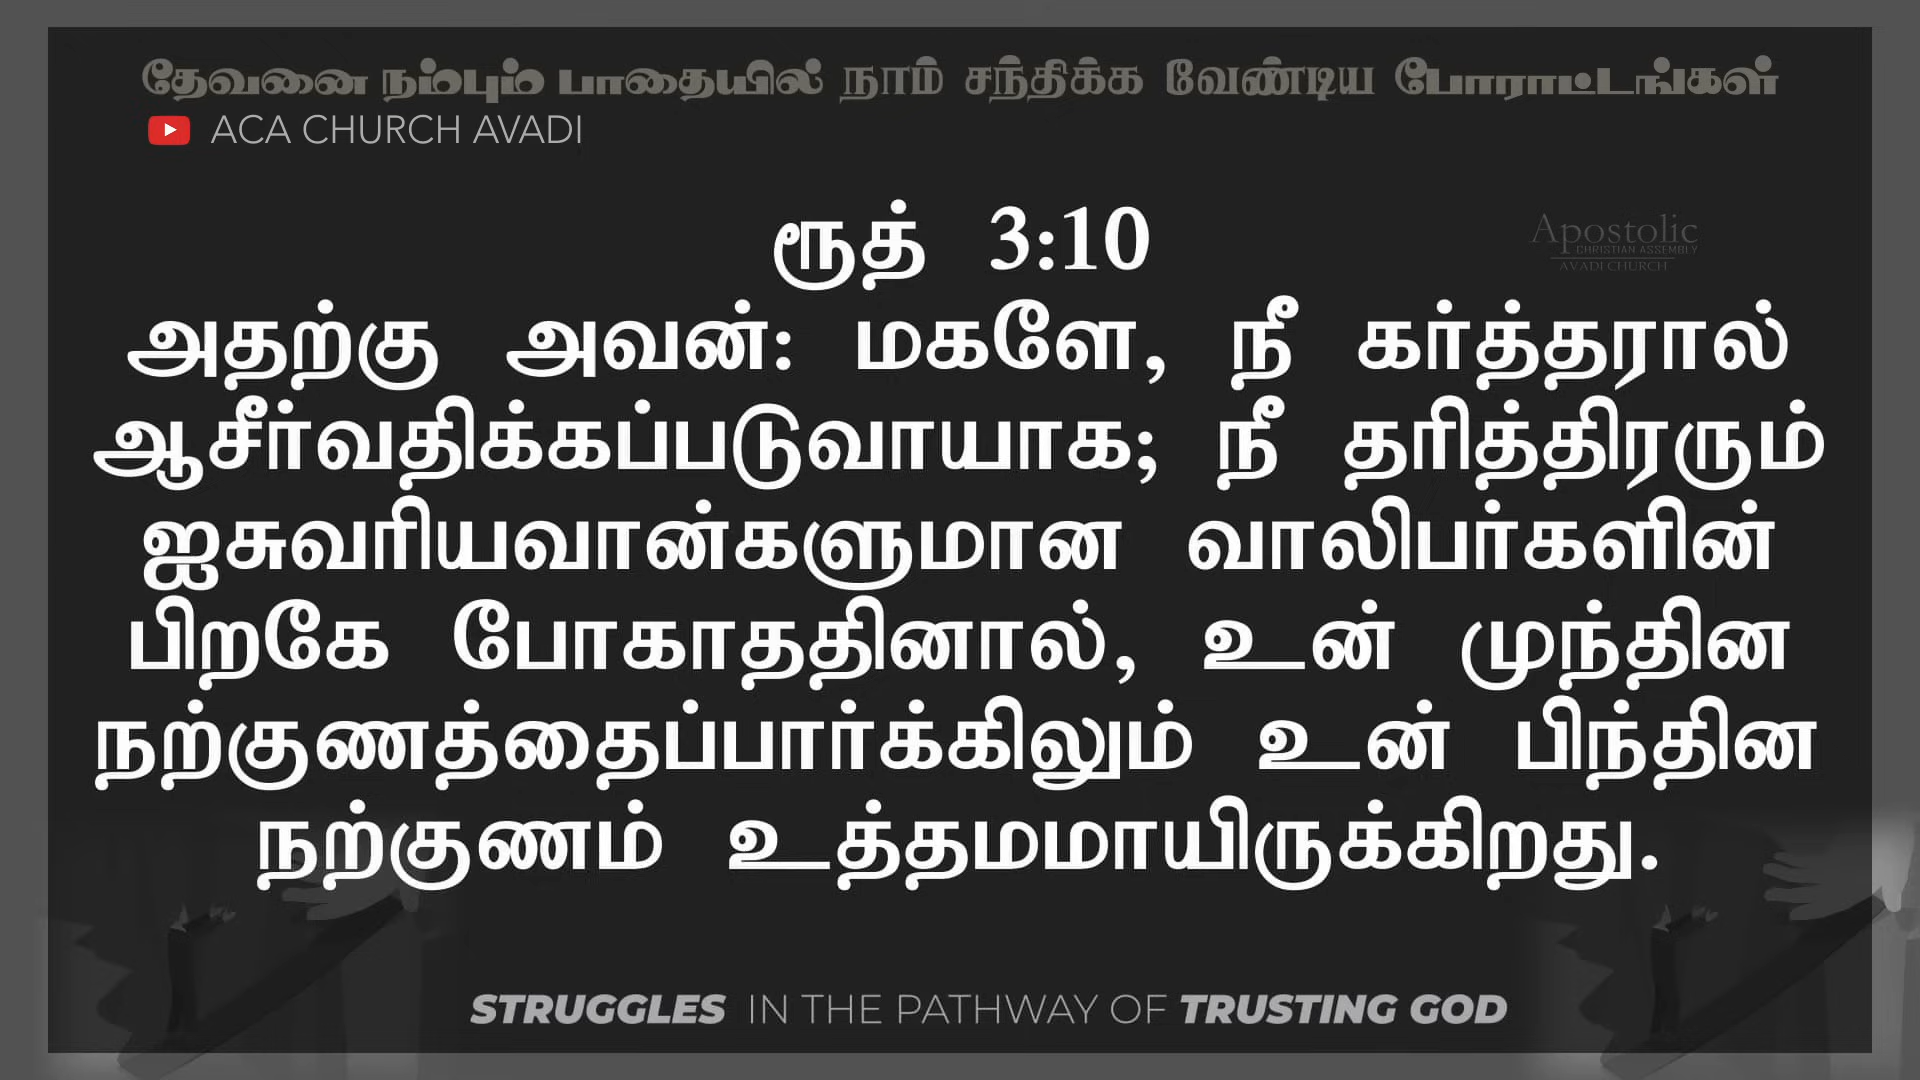 தேவனை நம்பும் பாதையில் நாம் சந்திக்க வேண்டிய போராட்டங்கள்
ACA CHURCH AVADI
ரூத் 3:10
Apostolic
CHRISTIAN ASSEMBLY
AVADI CHURCH
அதற்கு அவன்: மகளே, நீ கர்த்தரால்
ஆசீர்வதிக்கப்படுவாயாக; நீ தரித்திரரும்
ஐசுவரியவான்களுமான வாலிபர்களின்
பிறகே போகாததினால், உன் முந்தின
நற்குணத்தைப்பார்க்கிலும் உன் பிந்தின
நற்குணம் உத்தமமாயிருக்கிறது.
STRUGGLES IN THE PATHWAY OF TRUSTING GOD